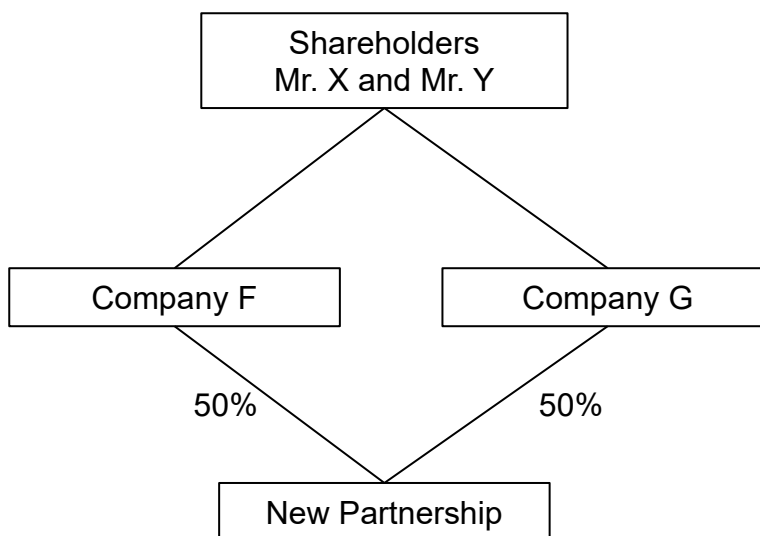 Shareholders
Mr. X and Mr. Y
Company F
Company G
50%
50%
New Partnership